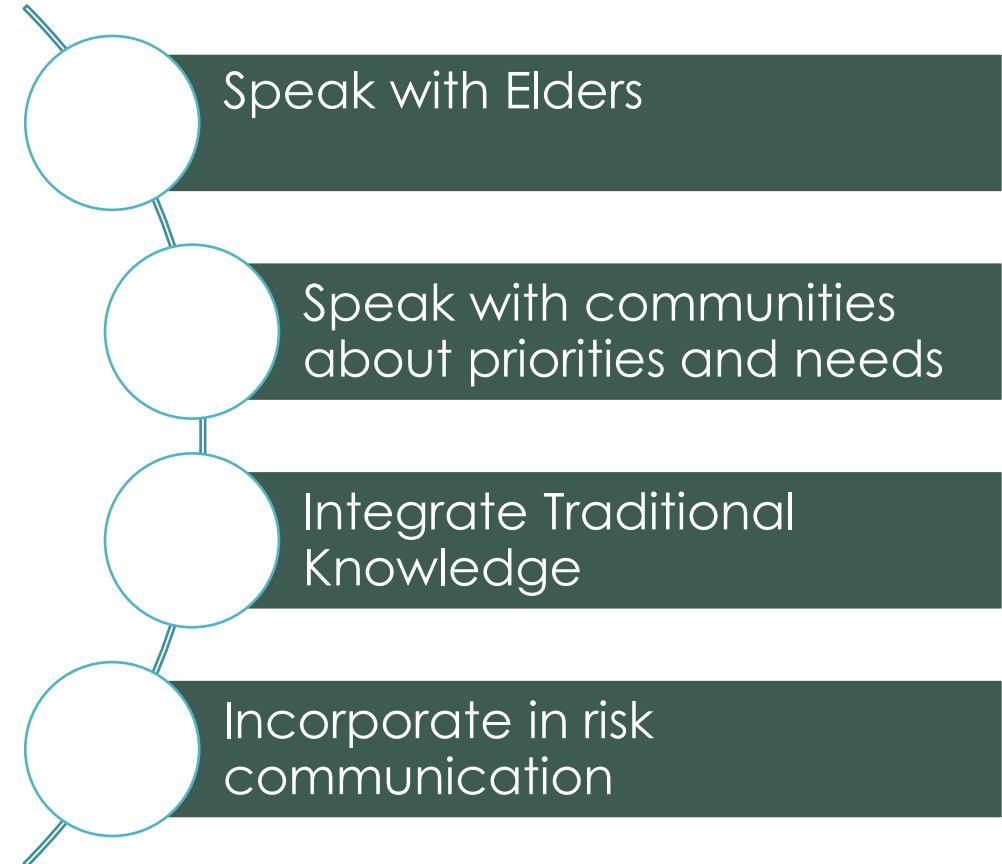 Speak with Elders
Speak with communities
about priorities and needs
Integrate Traditional
Knowledge
Incorporate in risk
communication